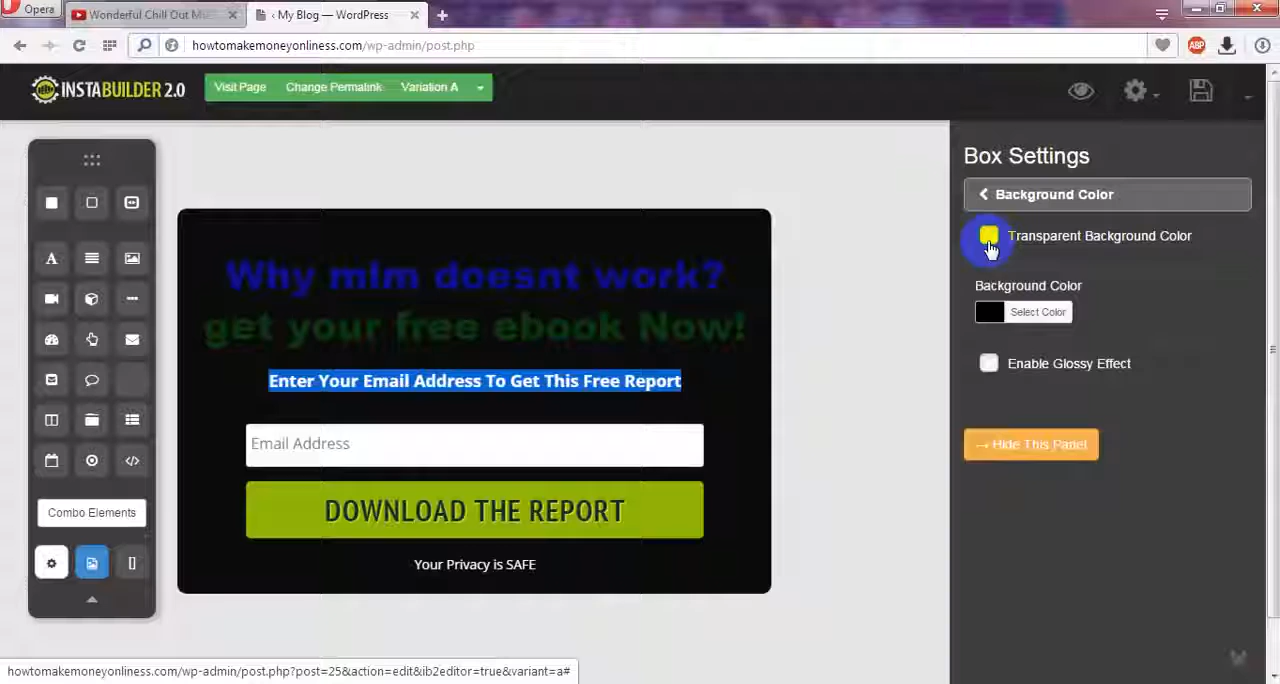 Opera
Wonderful Chill Out Mu
‹ My Blog — WordPress
howtomakemoneyonliness.com/wp-admin/post.php
ABP
INSTABUILDER 2.0
Visit Page Change Permalink Variation A
Box Settings
Background Color
Transparent Background Color
Background Color
Select Color
Enable Glossy Effect
→ Hide This Panel
Why mlm doesnt work?
get your free ebook Now!
Enter Your Email Address To Get This Free Report
Email Address
DOWNLOAD THE REPORT
Your Privacy is SAFE
Combo Elements
howtomakemoneyonliness.com/wp-admin/post.php?post=25&action=edit&ib2editor=true&variant=a#